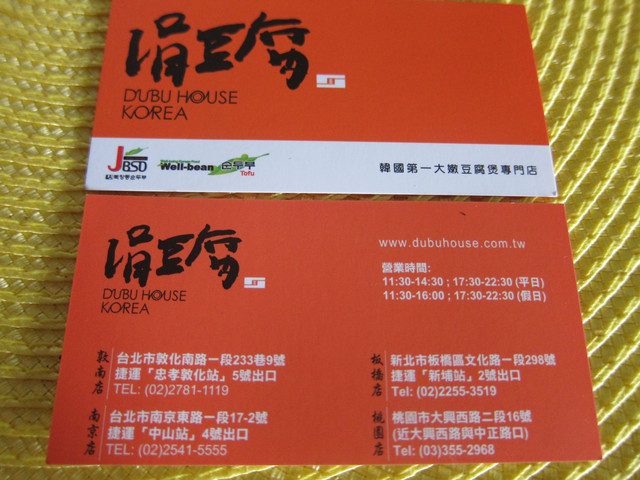 涓豆腐
DUBU HOUSE
KOREA
JBSD
Well-bean 순두부
Tofu
韓國第一大嫩豆腐煲專門店
涓豆腐
DUBU HOUSE
KOREA
www.dubuhouse.com.tw
營業時間:
11:30-14:30 ; 17:30-22:30 (平日)
11:30-16:00 ; 17:30-22:30 (假日)
敦南店
台北市敦化南路一段233巷9號
捷運「忠孝敦化站」5號出口
TEL: (02)2781-1119
南京店
台北市南京東路一段17-2號
捷運「中山站」4號出口
TEL: (02)2541-5555
板橋店
新北市板橋區文化路一段298號
捷運「新埔站」2號出口
Tel: (02)2255-3519
桃園店
桃園市大興西路二段16號
(近大興西路與中正路口)
Tel: (03)355-2968